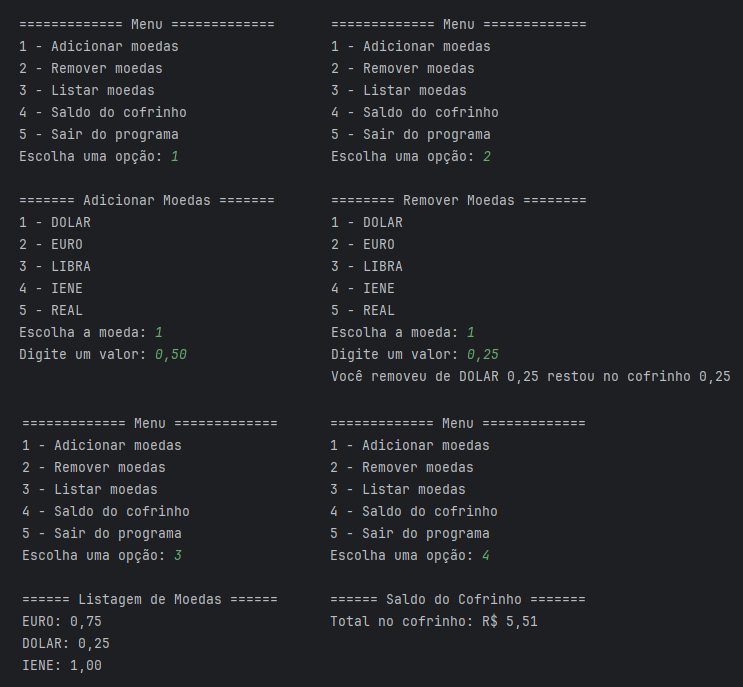 ============= Menu =============
1 - Adicionar moedas
2 - Remover moedas
3 - Listar moedas
4 - Saldo do cofrinho
5 - Sair do programa
Escolha uma opção: 1
======= Adicionar Moedas =======
1 - DOLAR
2 - EURO
3 - LIBRA
4 - IENE
5 - REAL
Escolha a moeda: 1
Digite um valor: 0,50
============= Menu =============
1 - Adicionar moedas
2 - Remover moedas
3 - Listar moedas
4 - Saldo do cofrinho
5 - Sair do programa
Escolha uma opção: 2
======== Remover Moedas ========
1 - DOLAR
2 - EURO
3 - LIBRA
4 - IENE
5 - REAL
Escolha a moeda: 1
Digite um valor: 0,25
Você removeu de DOLAR 0,25 restou no cofrinho 0,25
============= Menu =============
1 - Adicionar moedas
2 - Remover moedas
3 - Listar moedas
4 - Saldo do cofrinho
5 - Sair do programa
Escolha uma opção: 3
====== Listagem de Moedas ======
EURO: 0,75
DOLAR: 0,25
IENE: 1,00
============= Menu =============
1 - Adicionar moedas
2 - Remover moedas
3 - Listar moedas
4 - Saldo do cofrinho
5 - Sair do programa
Escolha uma opção: 4
====== Saldo do Cofrinho =======
Total no cofrinho: R$ 5,51